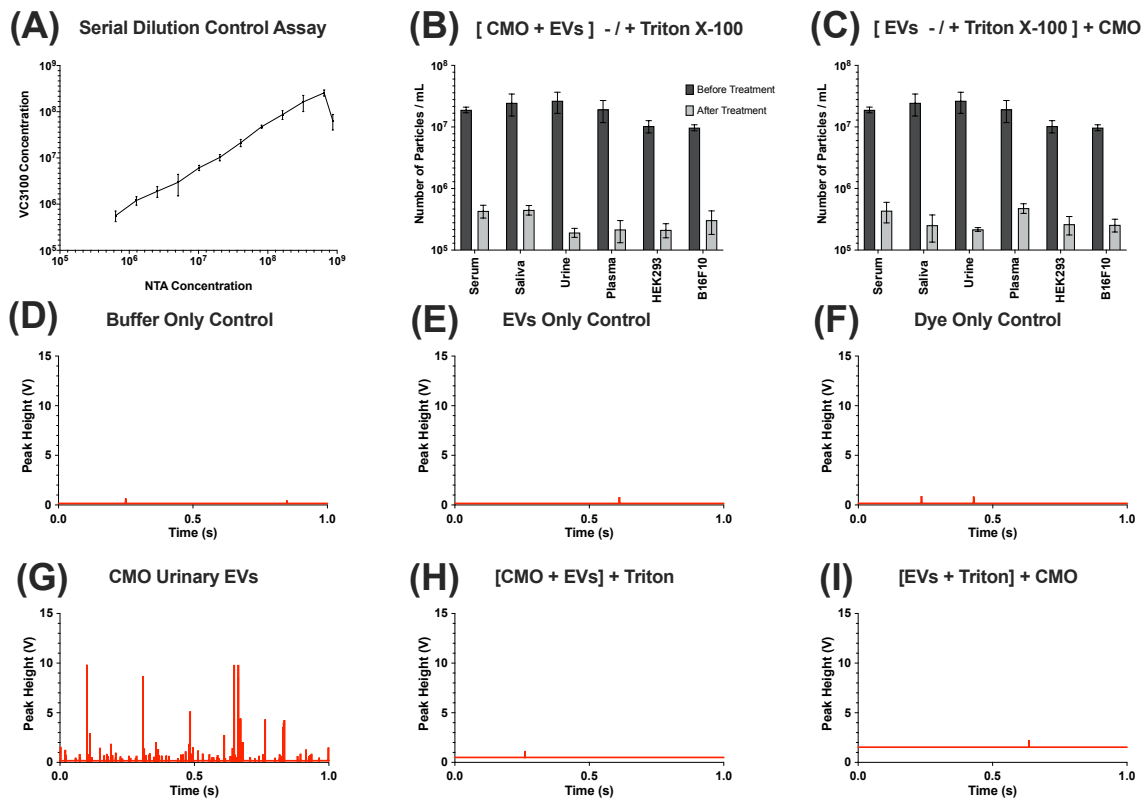 (A) Serial Dilution Control Assay
VC3100 Concentration
10⁹
10⁸
10⁷
10⁶
10⁵
10⁵ 10⁶ 10⁷ 10⁸ 10⁹
NTA Concentration
(B) [ CMO + EVs ] - / + Triton X-100
Number of Particles / mL
10⁸
10⁷
10⁶
10⁵
Before Treatment
After Treatment
Serum Saliva Urine Plasma HEK293 B16F10
(C) [ EVs - / + Triton X-100 ] + CMO
Number of Particles / mL
10⁸
10⁷
10⁶
10⁵
Serum Saliva Urine Plasma HEK293 B16F10
(D) Buffer Only Control
Peak Height (V)
15
10
5
0
0.0 0.5 1.0
Time (s)
(E) EVs Only Control
Peak Height (V)
15
10
5
0
0.0 0.5 1.0
Time (s)
(F) Dye Only Control
Peak Height (V)
15
10
5
0
0.0 0.5 1.0
Time (s)
(G) CMO Urinary EVs
Peak Height (V)
15
10
5
0
0.0 0.5 1.0
Time (s)
(H) [CMO + EVs] + Triton
Peak Height (V)
15
10
5
0
0.0 0.5 1.0
Time (s)
(I) [EVs + Triton] + CMO
Peak Height (V)
15
10
5
0
0.0 0.5 1.0
Time (s)